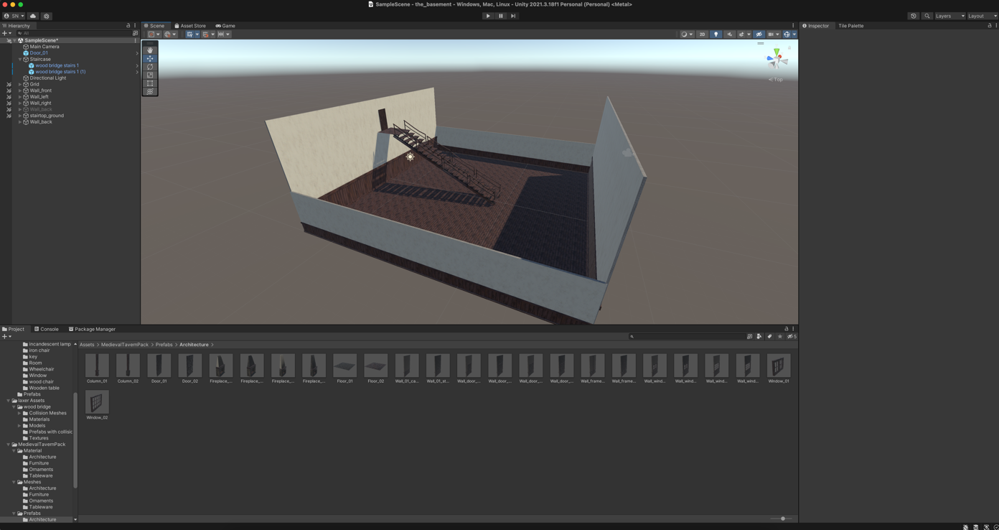 SampleScene - the_basement - Windows, Mac, Linux - Unity 2021.3.18f1 Personal (Personal) <Metal>
SN
Layers
Layout
Hierarchy
All
SampleScene*
Main Camera
Door_01
Staircase
wood bridge stairs 1
wood bridge stairs 1 (1)
Directional Light
Grid
Wall_front
Wall_left
Wall_right
Wall_back
stairtop_ground
Wall_back
Scene
Asset Store
Game
2D
Top
Inspector
Tile Palette
Project
Console
Package Manager
5
incandescent lamp
iron chair
key
Room
Wheelchair
Window
wood chair
Wooden table
Prefabs
laxer Assets
wood bridge
Collision Meshes
Materials
Models
Prefabs with collisic
Textures
MedievalTavernPack
Material
Architecture
Furniture
Ornaments
Tableware
Meshes
Architecture
Furniture
Ornaments
Tableware
Prefabs
Architecture
Assets > MedievalTavernPack > Prefabs > Architecture >
Column_01
Column_02
Door_01
Door_02
Fireplace_...
Fireplace_...
Fireplace_...
Fireplace_...
Floor_01
Floor_02
Wall_01_ca...
Wall_01_st...
Wall_door_...
Wall_door_...
Wall_door_...
Wall_door_...
Wall_frame...
Wall_frame...
Wall_wind...
Wall_wind...
Wall_wind...
Wall_wind...
Window_01
Window_02